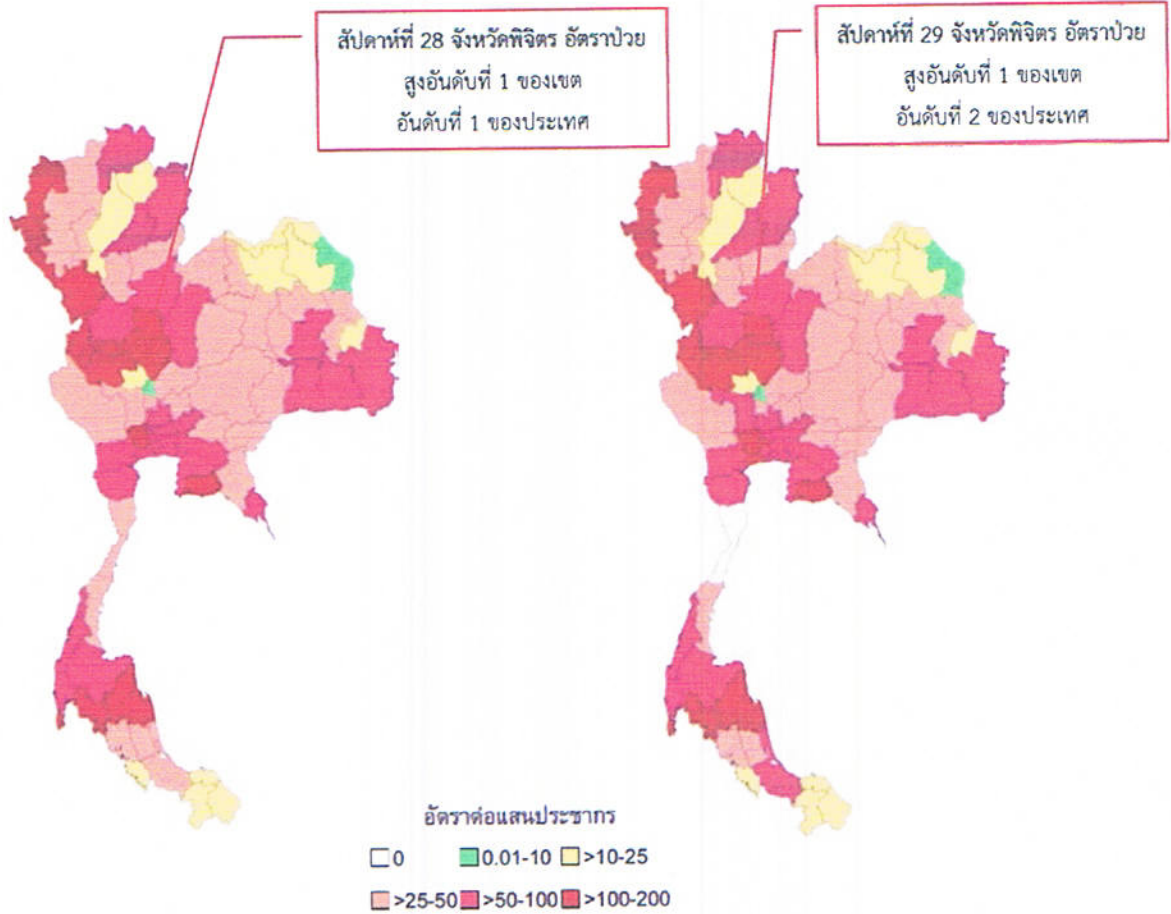 สัปดาห์ที่ 28 จังหวัดพิจิตร อัตราป่วย
สูงอันดับที่ 1 ของเขต
อันดับที่ 1 ของประเทศ
สัปดาห์ที่ 29 จังหวัดพิจิตร อัตราป่วย
สูงอันดับที่ 1 ของเขต
อันดับที่ 2 ของประเทศ
อัตราต่อแสนประชากร
0 0.01-10 >10-25
>25-50 >50-100 >100-200